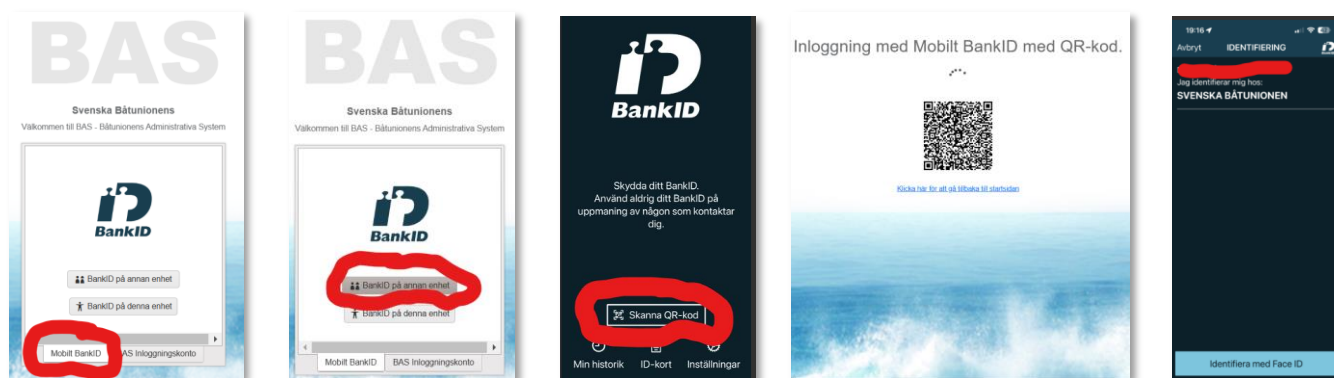 BAS
Svenska Båtunionens
Välkommen till BAS - Båtunionens Administrativa System
BankID
BankID på annan enhet
BankID på denna enhet
Mobilt BankID
AS Inloggningskonto
BAS
Svenska Båtunionens
Välkommen till BAS - Båtunionens Administrativa System
BankID
BankID på annan enhet
BankID på denna enhet
Mobilt BankID
BAS Inloggningskonto
BankID
Skydda ditt BankID.
Använd aldrig ditt BankID på
uppmaning av någon som kontaktar
dig.
Skanna QR-kod
Min historik
ID-kort
Inställningar
Inloggning med Mobilt BankID med QR-kod.
Klicka här för att gå tillbaka till startsidan
19:16
Avbryt
IDENTIFIERING
Jag identifierar mig hos:
SVENSKA BÅTUNIONEN
Identifiera med Face ID